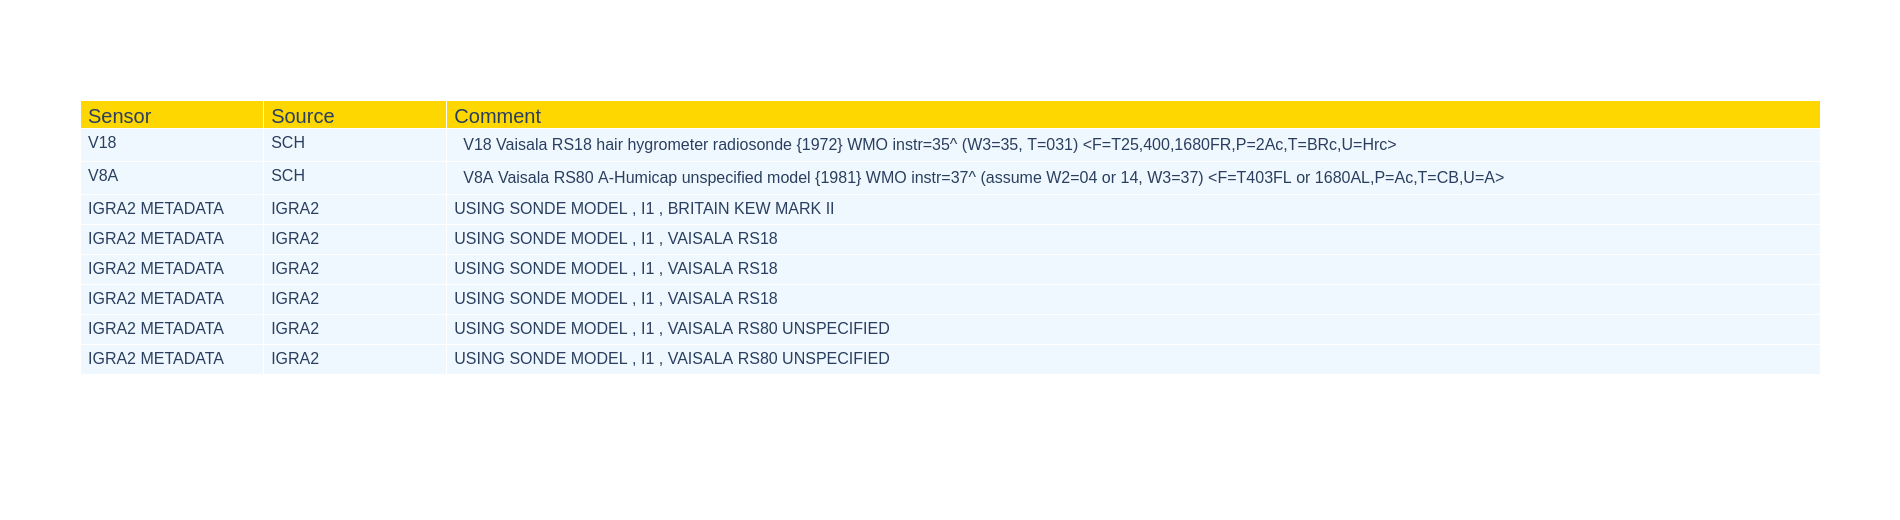 Sensor Source Comment
V18 SCH V18 Vaisala RS18 hair hygrometer radiosonde {1972} WMO instr=35^ (W3=35, T=031) <F=T25,400,1680FR,P=2Ac,T=BRc,U=Hrc>
V8A SCH V8A Vaisala RS80 A-Humicap unspecified model {1981} WMO instr=37^ (assume W2=04 or 14, W3=37) <F=T403FL or 1680AL,P=Ac,T=CB,U=A>
IGRA2 METADATA IGRA2 USING SONDE MODEL , I1 , BRITAIN KEW MARK II
IGRA2 METADATA IGRA2 USING SONDE MODEL , I1 , VAISALA RS18
IGRA2 METADATA IGRA2 USING SONDE MODEL , I1 , VAISALA RS18
IGRA2 METADATA IGRA2 USING SONDE MODEL , I1 , VAISALA RS18
IGRA2 METADATA IGRA2 USING SONDE MODEL , I1 , VAISALA RS80 UNSPECIFIED
IGRA2 METADATA IGRA2 USING SONDE MODEL , I1 , VAISALA RS80 UNSPECIFIED